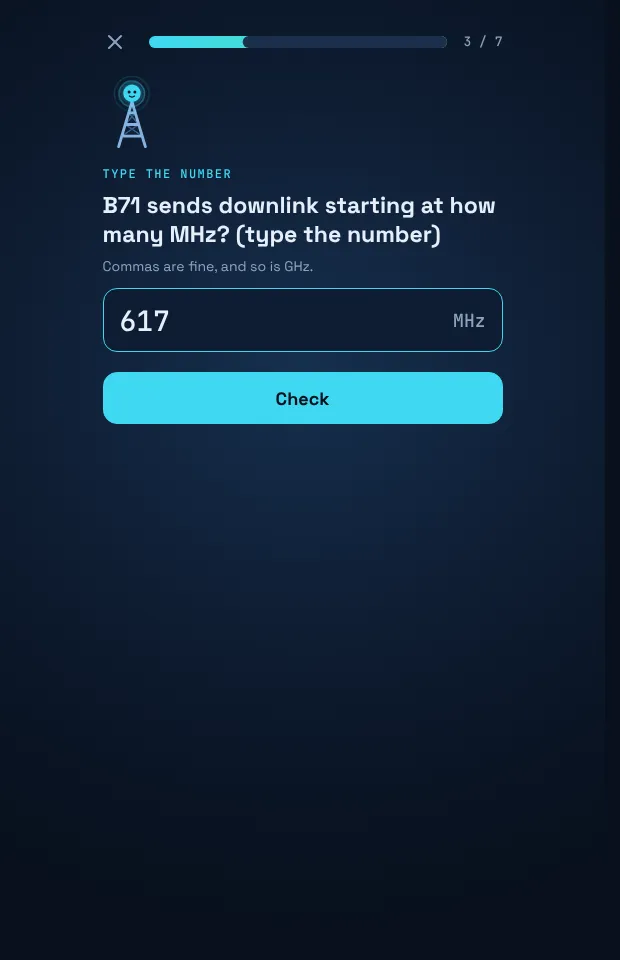 3 / 7
TYPE THE NUMBER
B71 sends downlink starting at how
many MHz? (type the number)
Commas are fine, and so is GHz.
617 MHz
Check